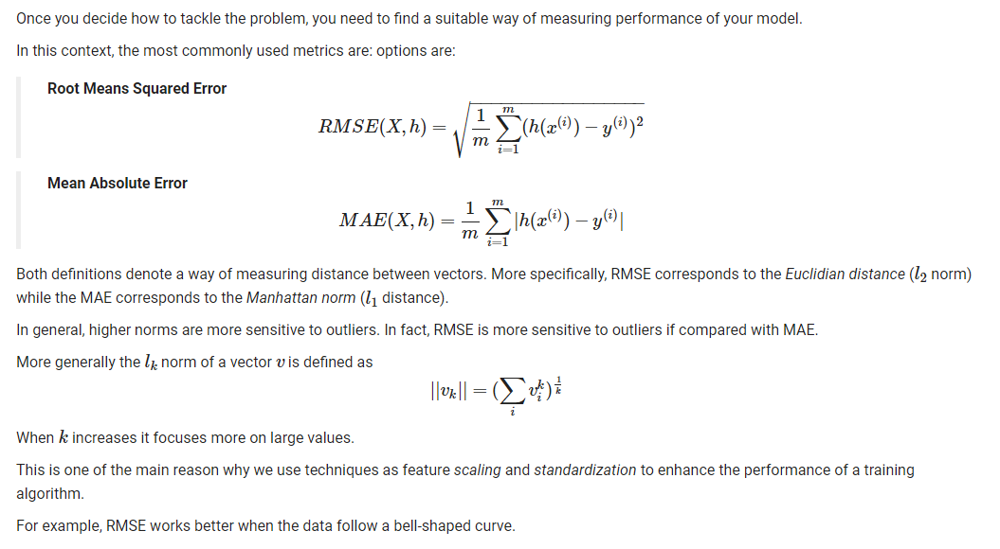 Once you decide how to tackle the problem, you need to find a suitable way of measuring performance of your model.
In this context, the most commonly used metrics are: options are:
Root Means Squared Error
$RMSE(X, h) = \sqrt{\frac{1}{m} \sum_{i=1}^{m} (h(x^{(i)}) - y^{(i)})^2}$
Mean Absolute Error
$MAE(X, h) = \frac{1}{m} \sum_{i=1}^{m} |h(x^{(i)}) - y^{(i)}|$
Both definitions denote a way of measuring distance between vectors. More specifically, RMSE corresponds to the Euclidian distance ($l_2$ norm)
while the MAE corresponds to the Manhattan norm ($l_1$ distance).
In general, higher norms are more sensitive to outliers. In fact, RMSE is more sensitive to outliers if compared with MAE.
More generally the $l_k$ norm of a vector $v$ is defined as
$||v_k|| = (\sum_i v_i^k)^{\frac{1}{k}}$
When $k$ increases it focuses more on large values.
This is one of the main reason why we use techniques as feature scaling and standardization to enhance the performance of a training
algorithm.
For example, RMSE works better when the data follow a bell-shaped curve.